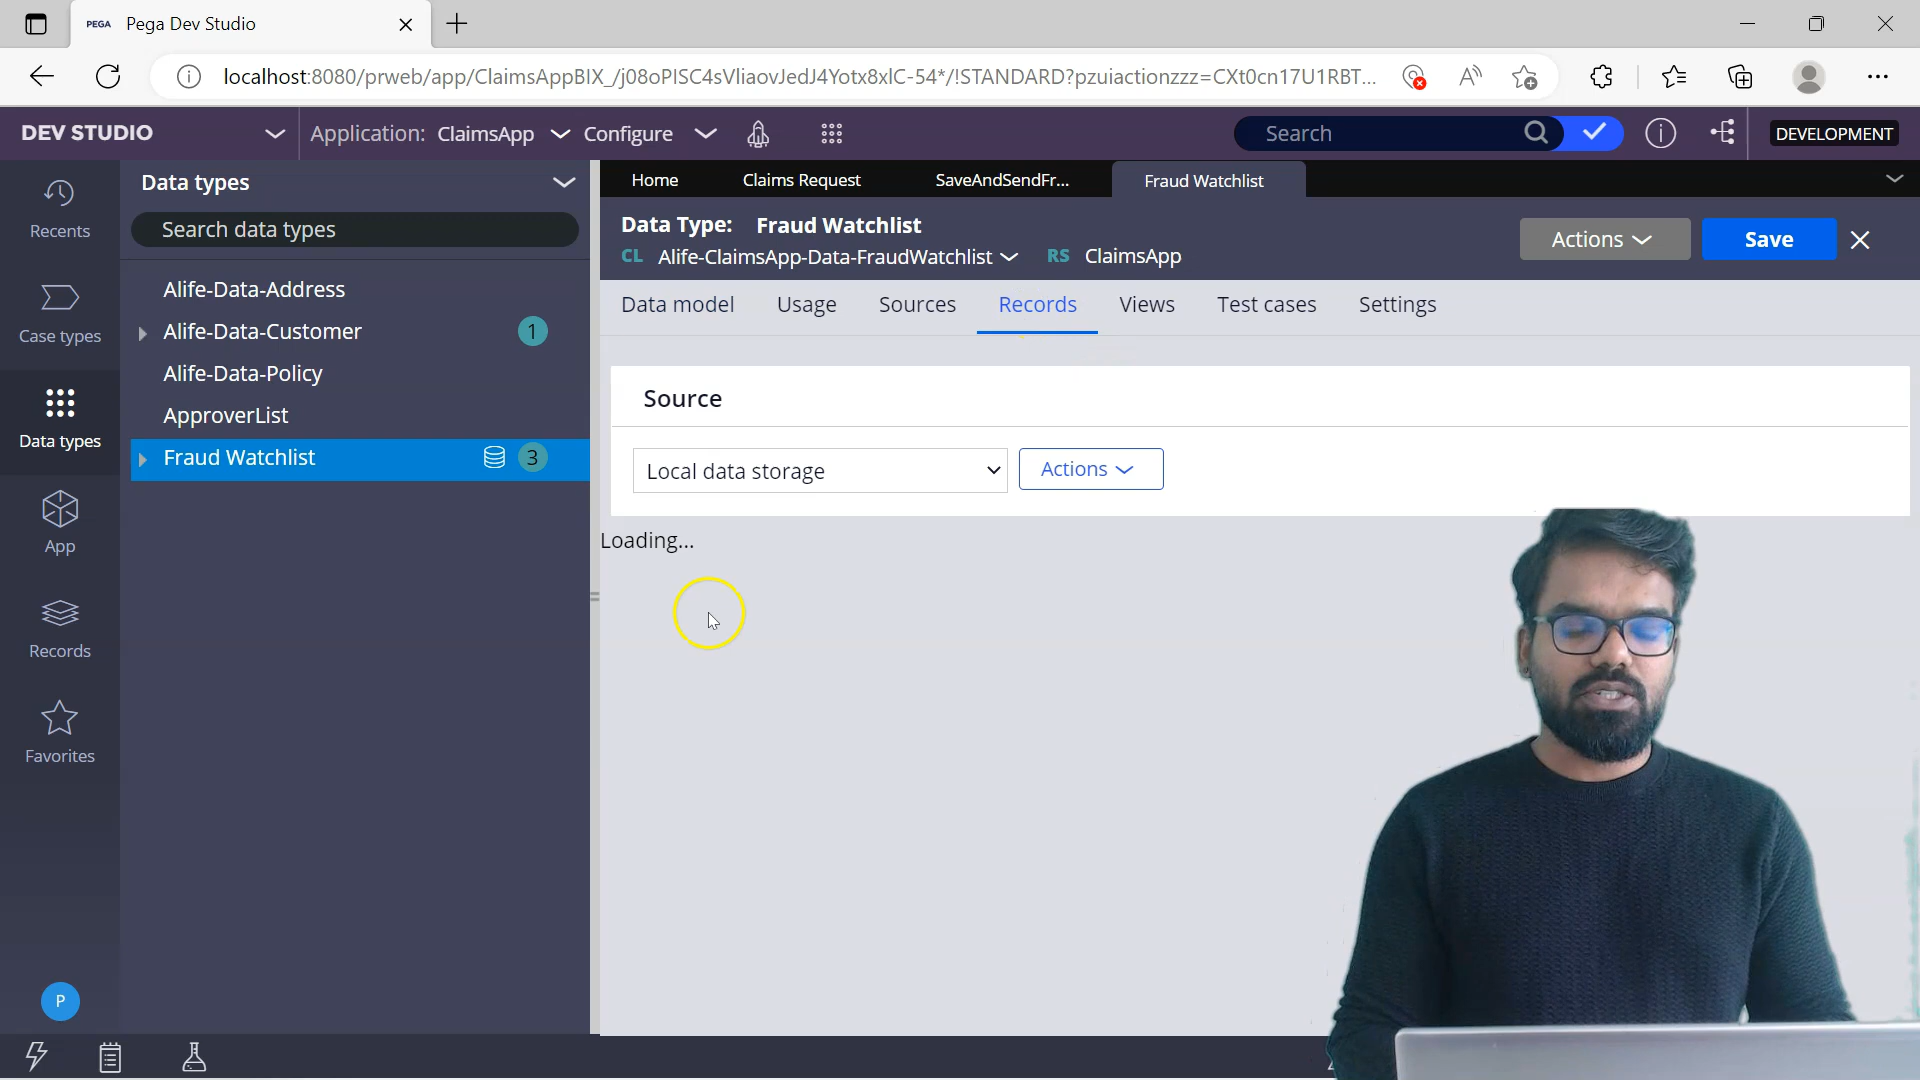 PEGA Pega Dev Studio
localhost:8080/prweb/app/ClaimsAppBIX_/j08oPISC4sVliaovJedJ4Yotx8xlC-54*/!STANDARD?pzuiactionzzz=CXt0cn17U1RBT...
DEV STUDIO Application: ClaimsApp Configure Search DEVELOPMENT
Recents
Case types
Data types
App
Records
Favorites
P
Data types
Search data types
Alife-Data-Address
Alife-Data-Customer 1
Alife-Data-Policy
ApproverList
Fraud Watchlist 3
Home Claims Request SaveAndSendFr... Fraud Watchlist
Data Type: Fraud Watchlist
CL Alife-ClaimsApp-Data-FraudWatchlist RS ClaimsApp
Actions Save
Data model Usage Sources Records Views Test cases Settings
Source
Local data storage Actions
Loading...